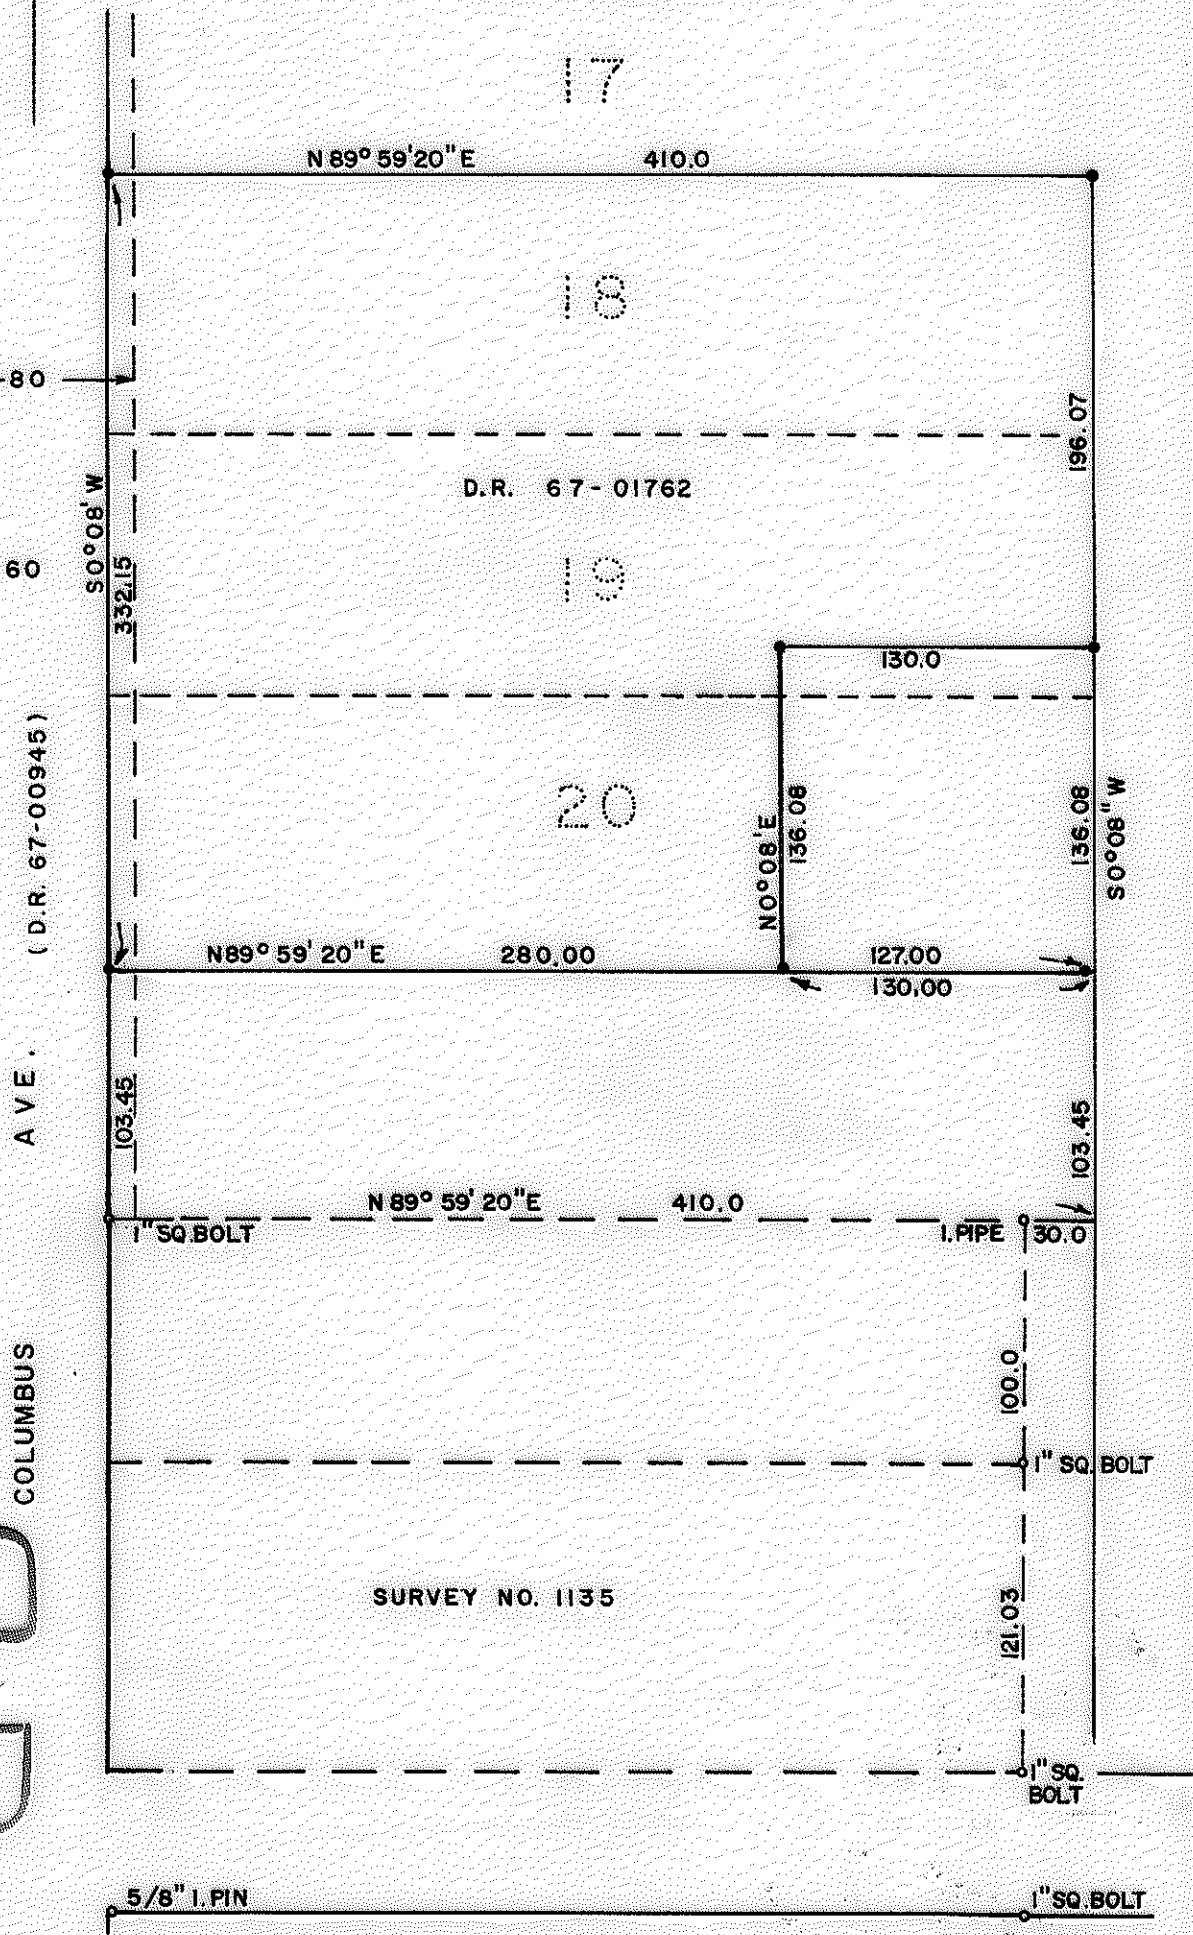 17
N 89° 59' 20" E 410.0
18
80
196.07
D.R. 67-01762
S 0° 08' W
332.15
60
19
130.0
(D.R. 67-00945)
20
N 0° 08' E
136.08
136.08
S 0° 08" W
N 89° 59' 20" E 280.00 127.00
130.00
103.45
AVE.
103.45
N 89° 59' 20" E 410.0
1" SQ. BOLT
I. PIPE
30.0
COLUMBUS
100.0
1" SQ. BOLT
SURVEY NO. 1135
121.03
1" SQ.
BOLT
5/8" I. PIN
1" SQ. BOLT